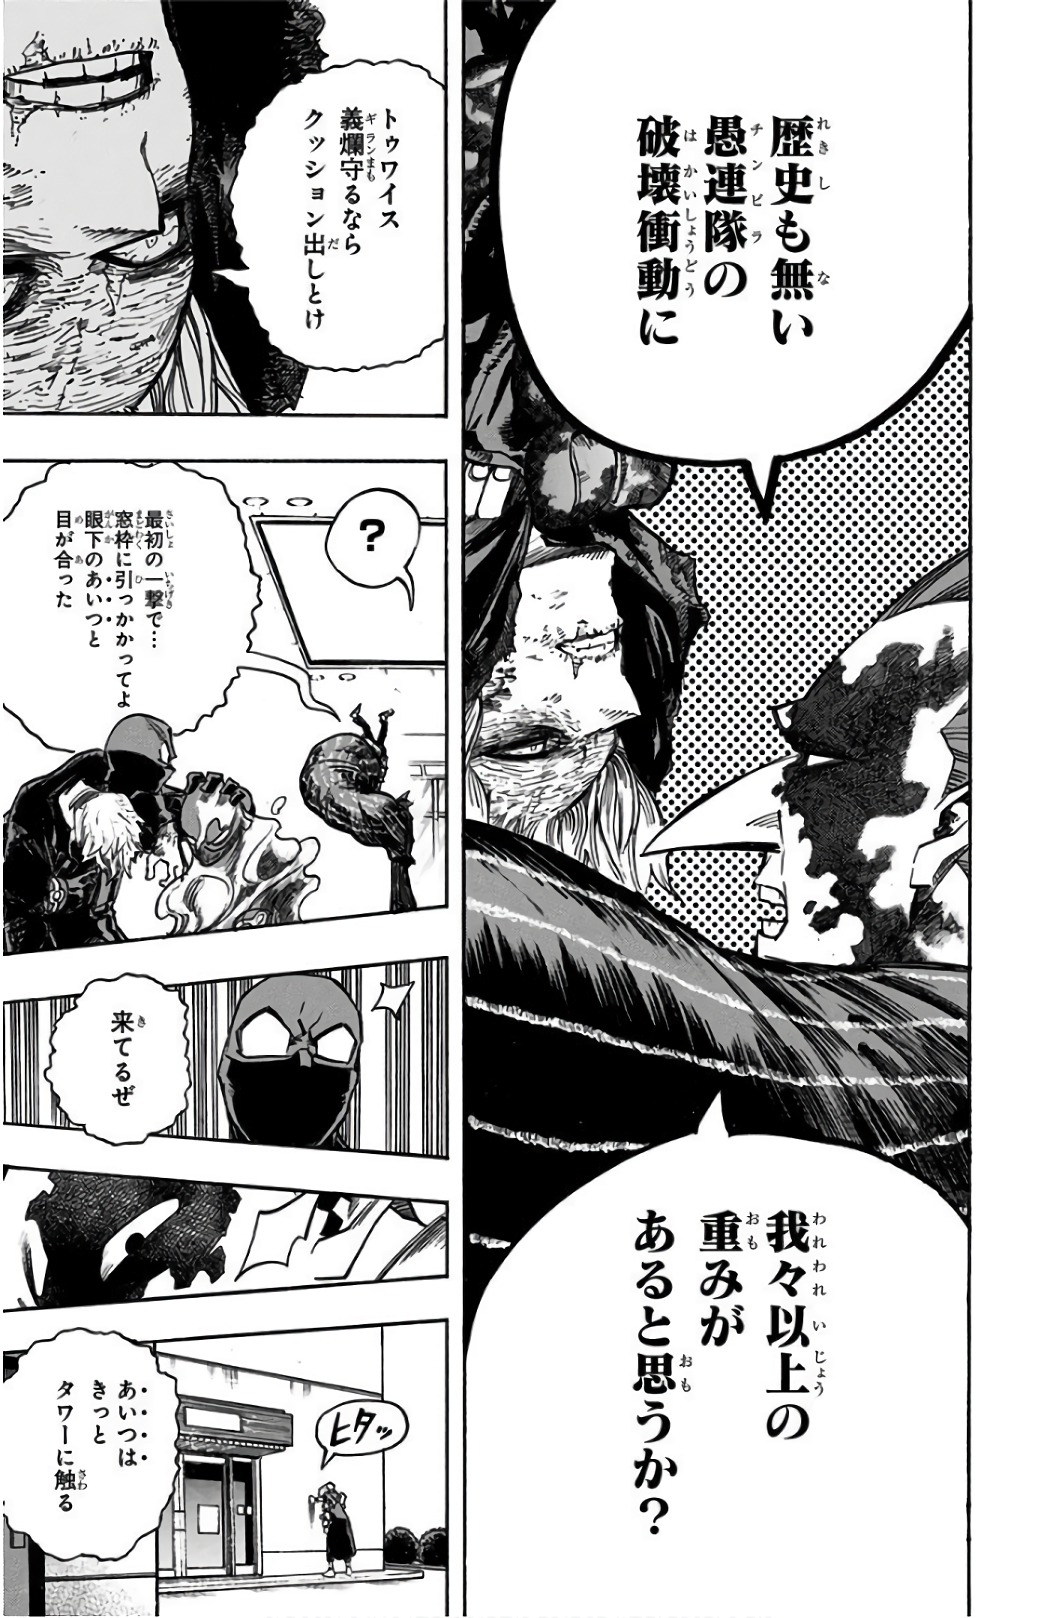 歴史も無い
愚連隊の
破壊衝動に
我々以上の
重みが
あると思うか？
トゥワイス
義爛守るなら
クッション出しとけ
？
最初の一撃で…
窓枠に引っかかってよ
眼下のあいつと
目が合った
来てるぜ
ヒタッ
あいつは
きっと
タワーに触る